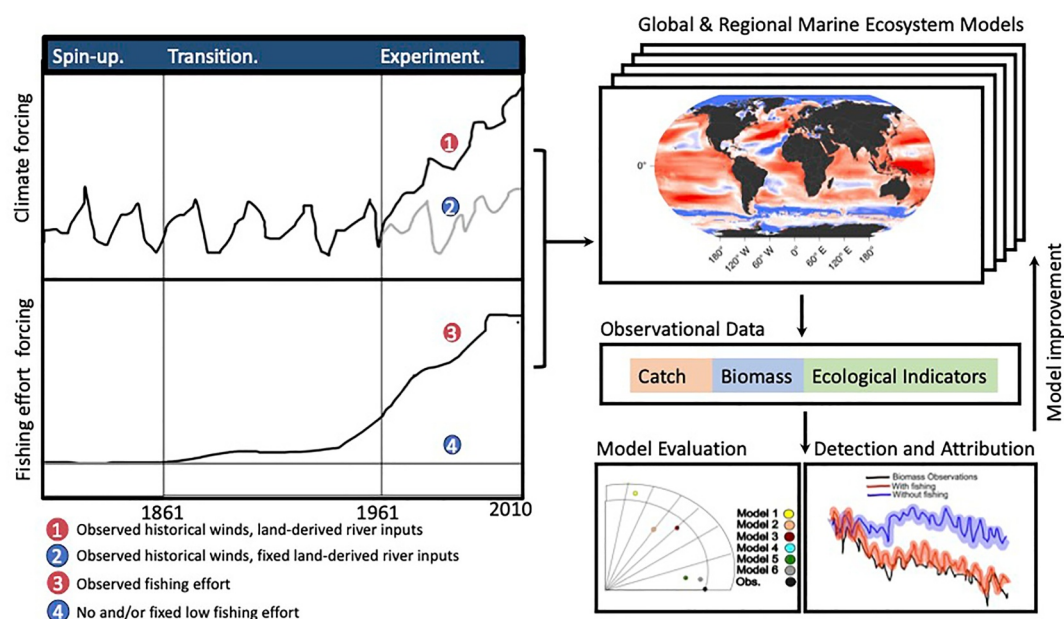 Global & Regional Marine Ecosystem Models
Spin-up. Transition. Experiment.
Climate forcing
1
2
Fishing effort forcing
3
4
1861 1961 2010
1 Observed historical winds, land-derived river inputs
2 Observed historical winds, fixed land-derived river inputs
3 Observed fishing effort
4 No and/or fixed low fishing effort
0°
180° 120° W 60° W 0° 60° E 120° E 180°
Observational Data
Catch Biomass Ecological Indicators
Model improvement
Model Evaluation
Model 1
Model 2
Model 3
Model 4
Model 5
Model 6
Obs.
Detection and Attribution
Biomass Observations
With fishing
Without fishing